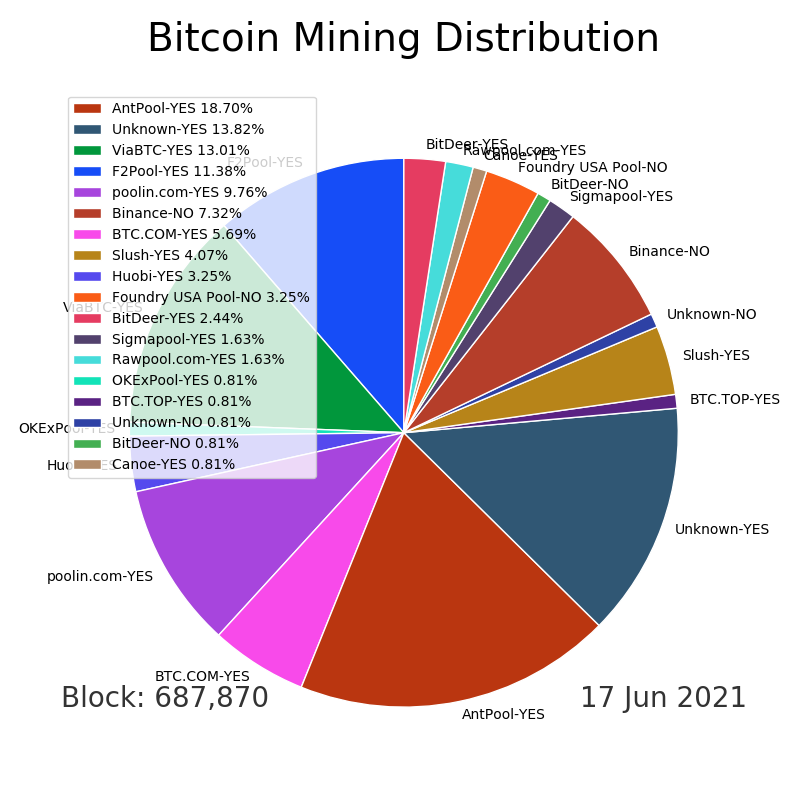 Bitcoin Mining Distribution
AntPool-YES 18.70%
Unknown-YES 13.82%
ViaBTC-YES 13.01%
F2Pool-YES 11.38%
poolin.com-YES 9.76%
Binance-NO 7.32%
BTC.COM-YES 5.69%
Slush-YES 4.07%
Huobi-YES 3.25%
Foundry USA Pool-NO 3.25%
BitDeer-YES 2.44%
Sigmapool-YES 1.63%
Rawpool.com-YES 1.63%
OKExPool-YES 0.81%
BTC.TOP-YES 0.81%
Unknown-NO 0.81%
BitDeer-NO 0.81%
Canoe-YES 0.81%
BitDeer-YES
Rawpool.com-YES
Canoe-YES
Foundry USA Pool-NO
BitDeer-NO
Sigmapool-YES
Binance-NO
Unknown-NO
Slush-YES
BTC.TOP-YES
Unknown-YES
AntPool-YES
BTC.COM-YES
poolin.com-YES
Huobi-YES
OKExPool-YES
ViaBTC-YES
F2Pool-YES
Block: 687,870
17 Jun 2021